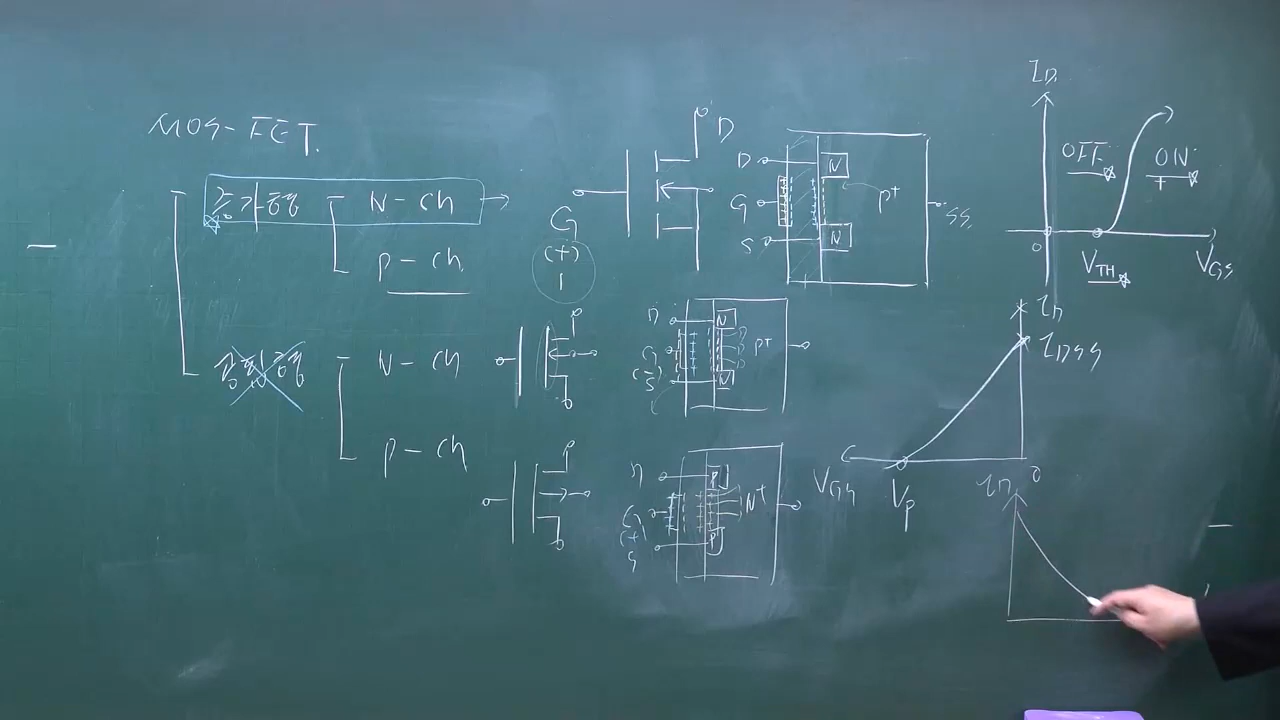 MOS-FET.
증가형 N-ch
P-ch
공핍형 N-ch
P-ch
G
(+)
1
D
D
G
S
N
N
P+
SS
ID
OFF
ON
+
0
VTH
VGS
D
G
(-)
S
N
N
P+
ID
IDSS
VGS
VP
0
D
G
(+)
S
P
P
N+
ID